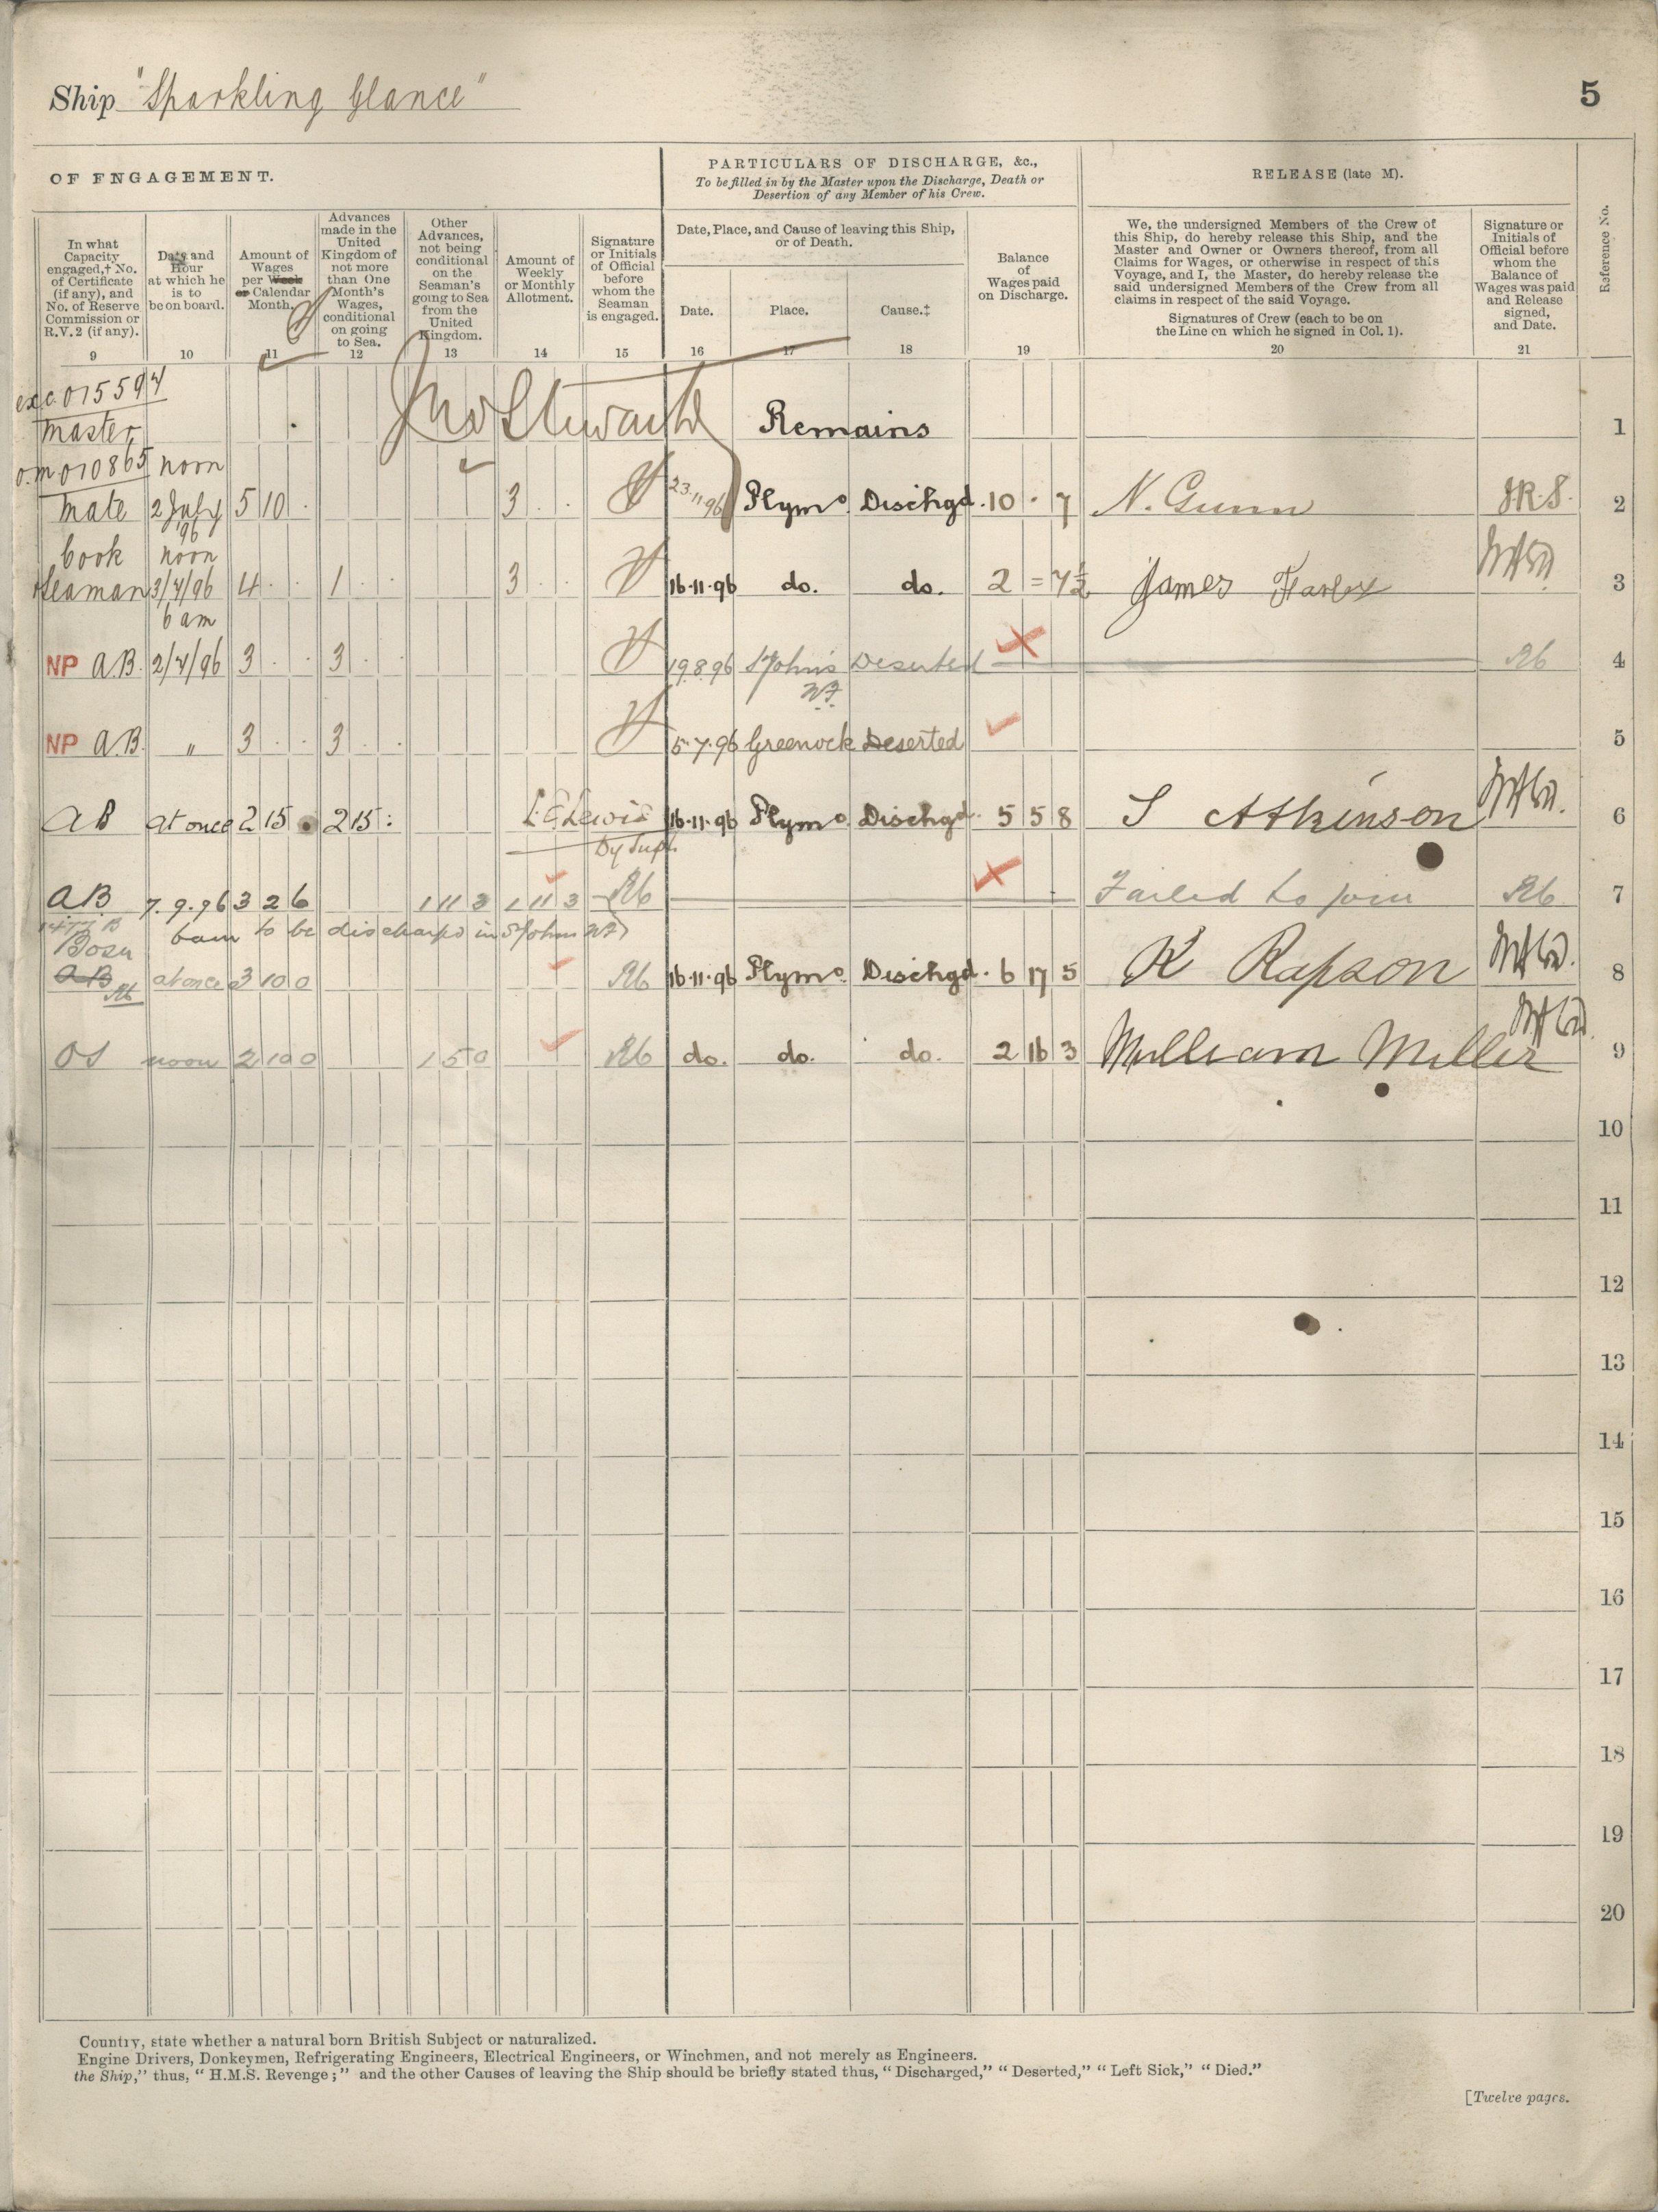 Ship "Sparkling Glance"
5
OF ENGAGEMENT.
PARTICULARS OF DISCHARGE, &c.,
To be filled in by the Master upon the Discharge, Death or
Desertion of any Member of his Crew.
RELEASE (late M).
Reference No.
In what
Capacity
engaged,† No.
of Certificate
(if any), and
No. of Reserve
Commission or
R.V. 2 (if any).
9
Date and
Hour
at which he
is to
be on board.
10
Amount of
Wages
per Week
or Calendar
Month.
11
Advances
made in the
United
Kingdom of
not more
than One
Month's
Wages,
conditional
on going
to Sea.
12
Other
Advances,
not being
conditional
on the
Seaman's
going to Sea
from the
United
Kingdom.
13
Amount of
Weekly
or Monthly
Allotment.
14
Signature
or Initials
of Official
before
whom the
Seaman
is engaged.
15
Date, Place, and Cause of leaving this Ship,
or of Death.
Date.
16
Place.
17
Cause.‡
18
Balance
of
Wages paid
on Discharge.
19
We, the undersigned Members of the Crew of
this Ship, do hereby release this Ship, and the
Master and Owner or Owners thereof, from all
Claims for Wages, or otherwise in respect of this
Voyage, and I, the Master, do hereby release the
said undersigned Members of the Crew from all
claims in respect of the said Voyage.
Signatures of Crew (each to be on
the Line on which he signed in Col. 1).
20
Signature or
Initials of
Official before
whom the
Balance of
Wages was paid
and Release
signed,
and Date.
21
015594
Master Remains 1
010865 noon
Mate 2 July 96 5 10 . 3 . . 23.11.96 Plymo. Dischgd. 10 . 7 N. Gunn J.R.S. 2
Cook noon
Seaman 3/7/96 4 . . 1 . . 3 . . 16.11.96 do. do. 2 = 7½ James 3
6 am
NP A.B. 2/7/96 3 . . 3 . . 19.8.96 St John's Deserted 4
NF
NP A.B. " 3 . . 3 . . 5.7.96 Greenock Deserted 5
AB at once 2 15 . 2 15 : Lewis 16.11.96 Plymo. Dischgd. 5 5 8 S Atkinson 6
Dy Supt.
AB 7.9.96 3 2 6 1 11 3 1 11 3 Failed to join 7
6am to be discharged in St Johns NF
Bosn
AB at once 3 10 0 16.11.96 Plymo. Dischgd. 6 17 5 R Rapson 8
OS noon 2 10 0 1 5 0 do. do. do. 2 16 3 William Miller 9
10
11
12
13
14
15
16
17
18
19
20
Country, state whether a natural born British Subject or naturalized.
Engine Drivers, Donkeymen, Refrigerating Engineers, Electrical Engineers, or Winchmen, and not merely as Engineers.
the Ship," thus, "H.M.S. Revenge;" and the other Causes of leaving the Ship should be briefly stated thus, "Discharged," "Deserted," "Left Sick," "Died."
[Twelve pages.